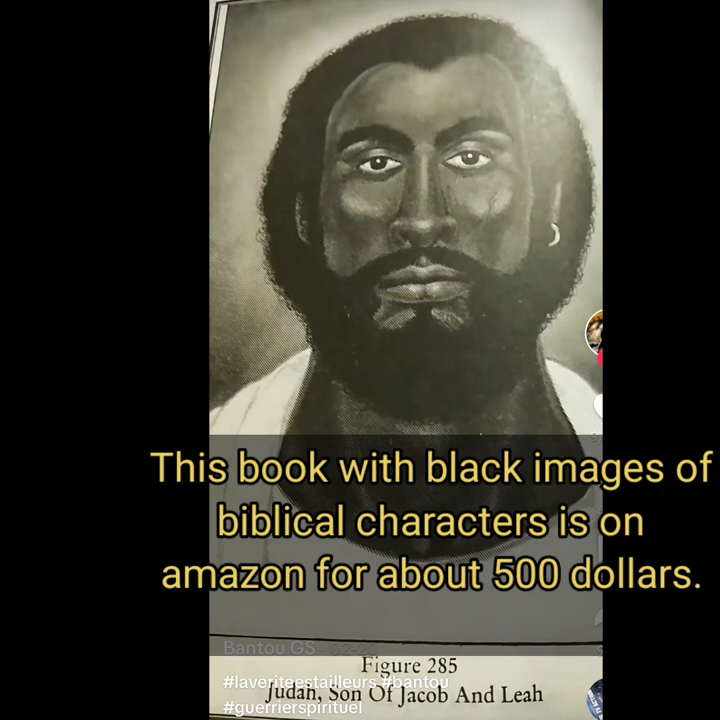 This book with black images of
biblical characters is on
amazon for about 500 dollars.
Bantou GS
Figure 285
#laveriteestailleurs #bantou
Judah, Son Of Jacob And Leah
#guerrierspirituel